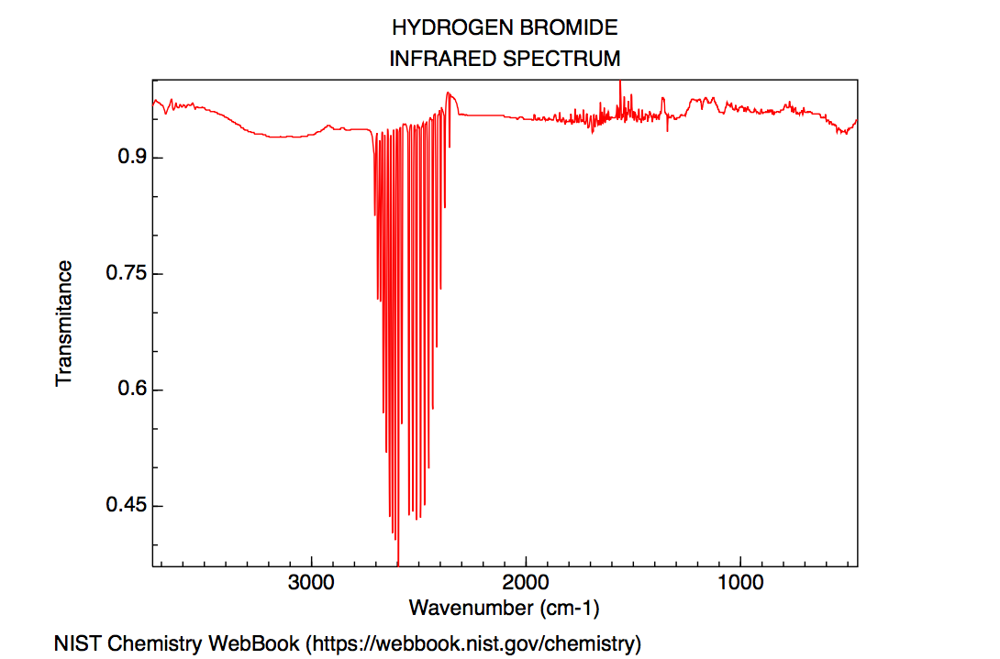 HYDROGEN BROMIDE
INFRARED SPECTRUM
0.9
0.75
0.6
0.45
Transmitance
3000 2000 1000
Wavenumber (cm-1)
NIST Chemistry WebBook (https://webbook.nist.gov/chemistry)